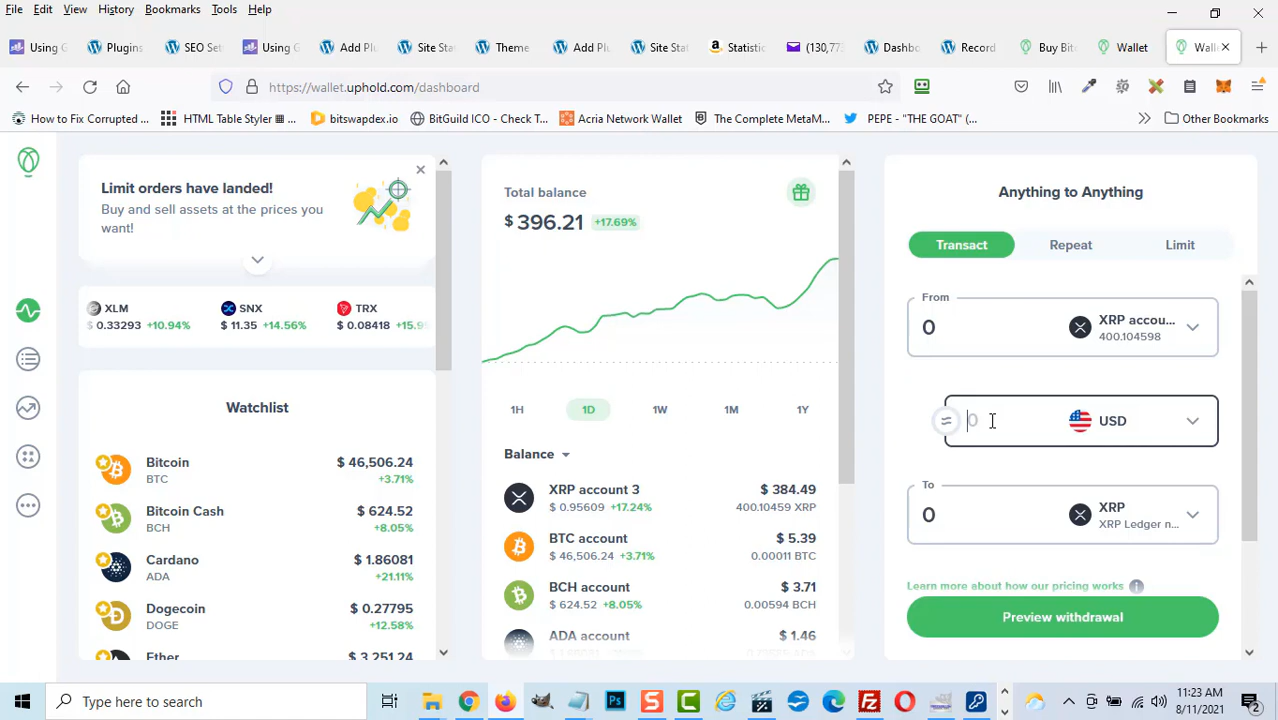 File Edit View History Bookmarks Tools Help
Using G Plugins SEO Set Using G Add Plu Site Sta Theme Add Plu Site Stat Statistic (130,77 Dashbo Record Buy Bit Wallet Walle
https://wallet.uphold.com/dashboard
How to Fix Corrupted ... HTML Table Styler ... bitswapdex.io BitGuild ICO - Check T... Acria Network Wallet The Complete MetaM... PEPE - "THE GOAT" (... Other Bookmarks
Limit orders have landed!
Buy and sell assets at the prices you
want!
XLM SNX TRX
$ 0.33293 +10.94% $ 11.35 +14.56% $ 0.08418 +15.9
Watchlist
Bitcoin $ 46,506.24
BTC +3.71%
Bitcoin Cash $ 624.52
BCH +8.05%
Cardano $ 1.86081
ADA +21.11%
Dogecoin $ 0.27795
DOGE +12.58%
Ether $ 3,251.24
Total balance
$ 396.21 +17.69%
1H 1D 1W 1M 1Y
Balance
XRP account 3 $ 384.49
$ 0.95609 +17.24% 400.10459 XRP
BTC account $ 5.39
$ 46,506.24 +3.71% 0.00011 BTC
BCH account $ 3.71
$ 624.52 +8.05% 0.00594 BCH
ADA account $ 1.46
Anything to Anything
Transact Repeat Limit
From
0 XRP accou...
400.104598
0 USD
To
0 XRP
XRP Ledger n...
Learn more about how our pricing works
Preview withdrawal
Type here to search
11:23 AM
8/11/2021
2